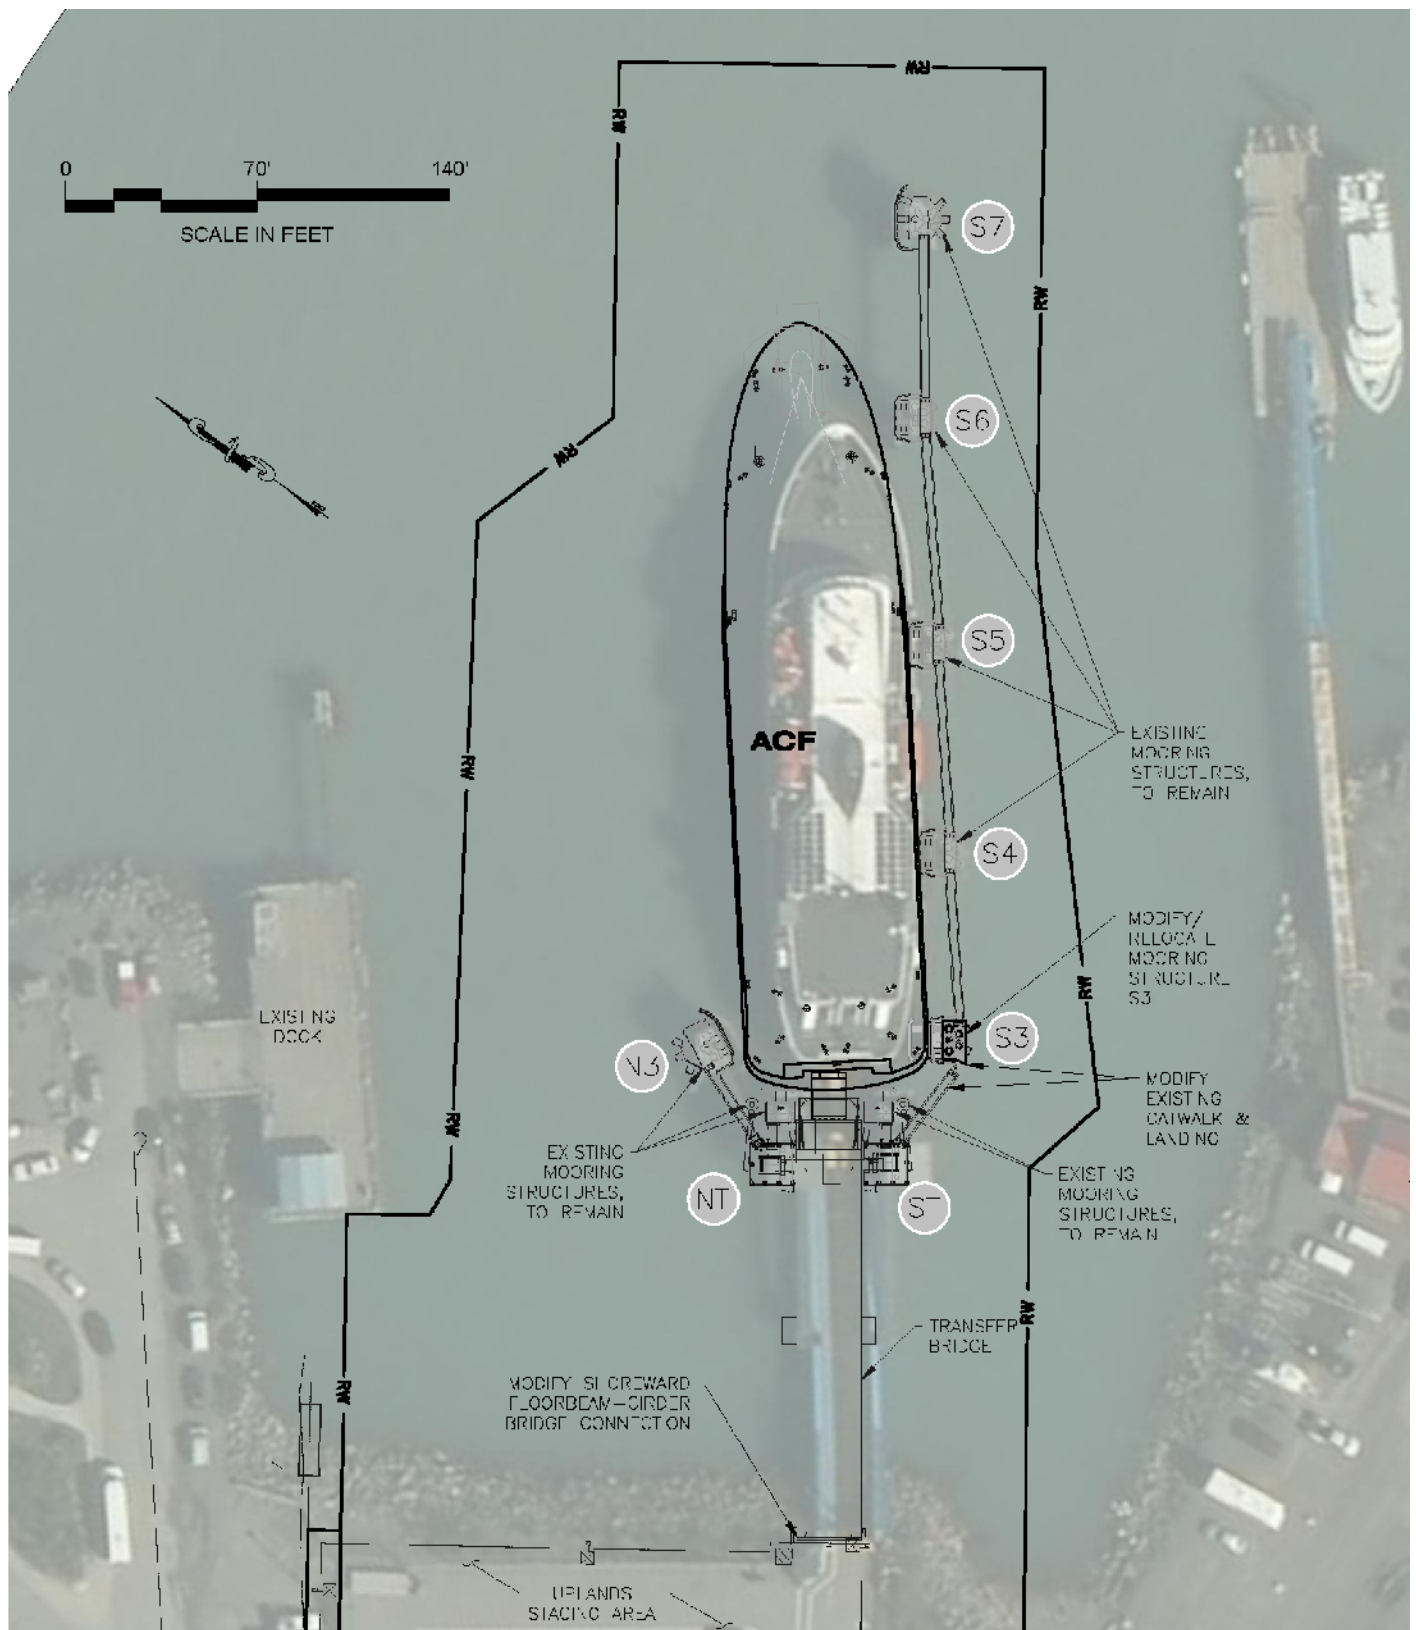 RW
RW
0 70' 140'
SCALE IN FEET
S7
RW
S6
RW
S5
EXISTING
MOORING
STRUCTURES,
TO REMAIN
ACF
RW
S4
MODIFY/
RELOCATE
MOORING
STRUCTURE
S3
RW
EXISTING
DOCK
S3
N3
MODIFY
EXISTING
CATWALK &
LANDING
RW
EXISTING
MOORING
STRUCTURES,
TO REMAIN
EXISTING
MOORING
STRUCTURES,
TO REMAIN
NT
ST
RW
TRANSFER
BRIDGE
RW
MODIFY SHOREWARD
FLOORBEAM-GIRDER
BRIDGE CONNECTION
UPLANDS
STAGING AREA